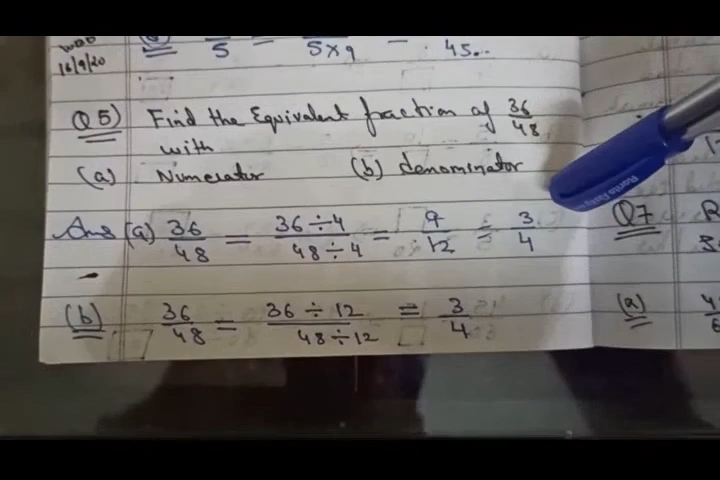 WDD (a) /5 = /5×9 = /45..
16/9/20
Q5) Find the Equivalent fraction of 36/48
with
(a) Numerator (b) denominator
Ans (a) 36/48 = 36÷4/48÷4 = 9/12 = 3/4 Q7
(b) 36/48 = 36÷12/48÷12 = 3/4 (a)